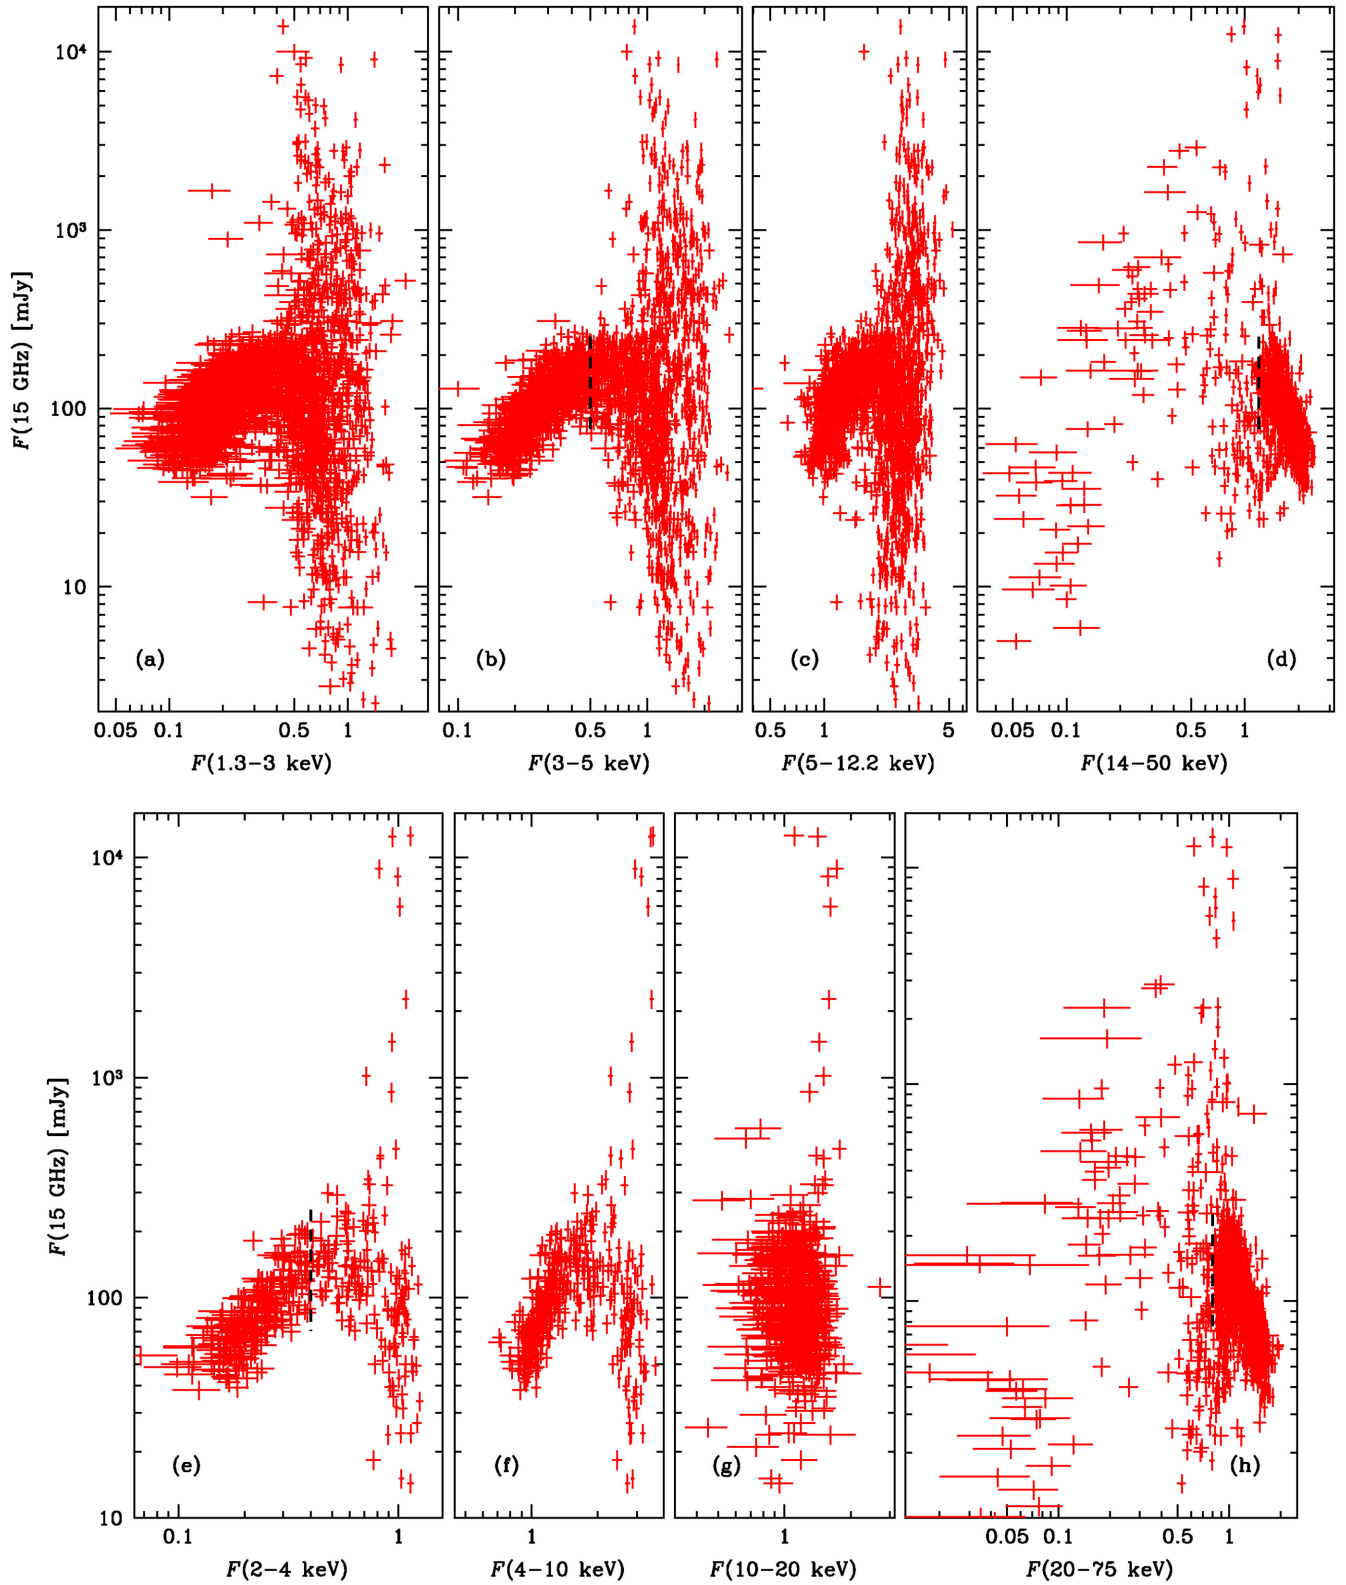 10⁴
10³
100
10
F(15 GHz) [mJy]
(a) (b) (c) (d)
0.05 0.1 0.5 1 0.1 0.5 1 0.5 1 5 0.05 0.1 0.5 1
F(1.3−3 keV) F(3−5 keV) F(5−12.2 keV) F(14−50 keV)
10⁴
10³
100
10
F(15 GHz) [mJy]
(e) (f) (g) (h)
0.1 1 1 1 0.05 0.1 0.5 1
F(2−4 keV) F(4−10 keV) F(10−20 keV) F(20−75 keV)